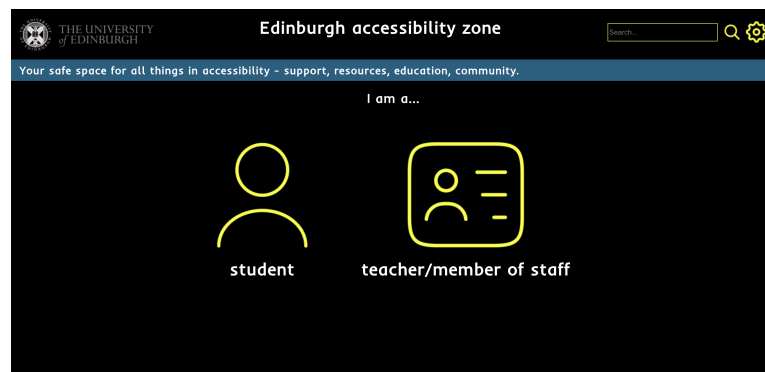 THE UNIVERSITY
of EDINBURGH
Edinburgh accessibility zone
Search...
Your safe space for all things in accessibility - support, resources, education, community.
I am a...
student
teacher/member of staff